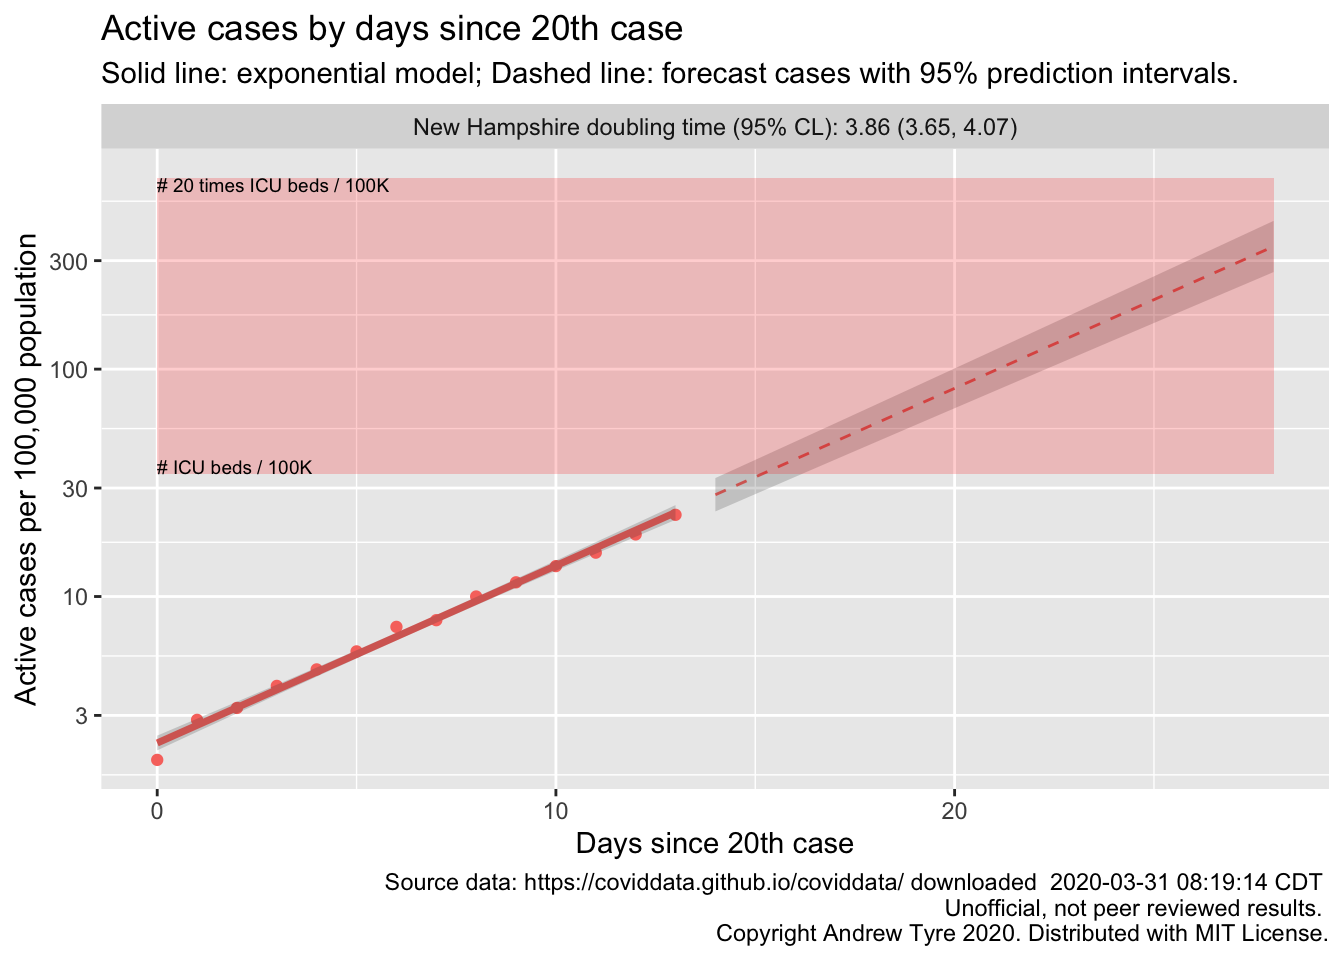 Active cases by days since 20th case
Solid line: exponential model; Dashed line: forecast cases with 95% prediction intervals.
New Hampshire doubling time (95% CL): 3.86 (3.65, 4.07)
# 20 times ICU beds / 100K
# ICU beds / 100K
Active cases per 100,000 population
300
100
30
10
3
0
10
20
Days since 20th case
Source data: https://coviddata.github.io/coviddata/ downloaded  2020-03-31 08:19:14 CDT
Unofficial, not peer reviewed results.
Copyright Andrew Tyre 2020. Distributed with MIT License.